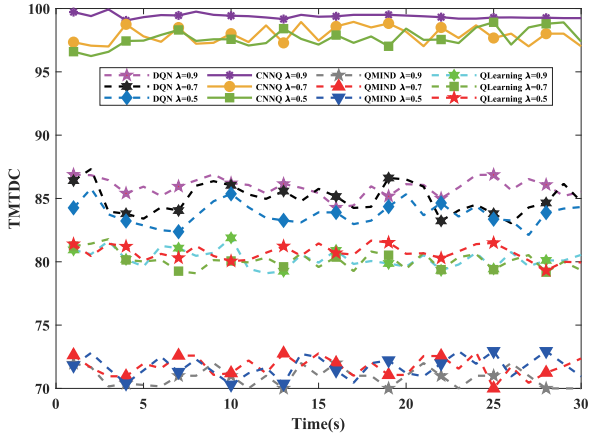 100
95
90
85
80
75
70
TMTDC
DQN λ=0.9 CNNQ λ=0.9 QMIND λ=0.9 QLearning λ=0.9
DQN λ=0.7 CNNQ λ=0.7 QMIND λ=0.7 QLearning λ=0.7
DQN λ=0.5 CNNQ λ=0.5 QMIND λ=0.5 QLearning λ=0.5
0 5 10 15 20 25 30
Time(s)